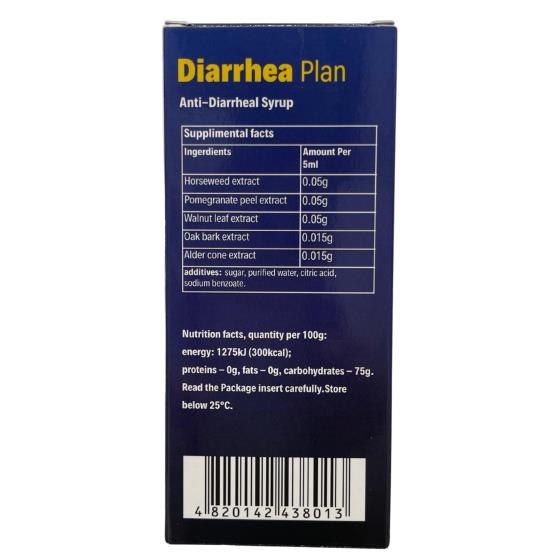 Diarrhea Plan
Anti-Diarrheal Syrup
Supplimental facts
Ingerdients Amount Per
5ml
Horseweed extract 0.05g
Pomegranate peel extract 0.05g
Walnut leaf extract 0.05g
Oak bark extract 0.015g
Alder cone extract 0.015g
additives: sugar, purified water, citric acid,
sodium benzoate.
Nutrition facts, quantity per 100g:
energy: 1275kJ (300kcal);
proteins – 0g, fats – 0g, carbohydrates – 75g.
Read the Package insert carefully.Store
below 25°C.
4 820142 438013